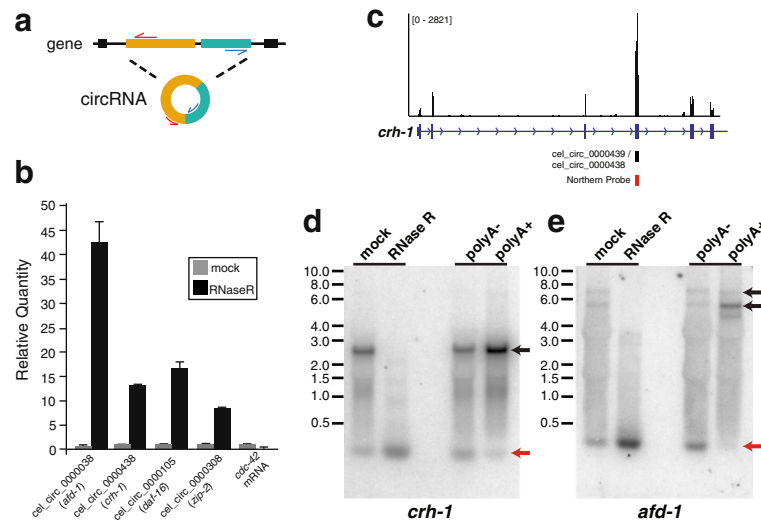 a
gene
circRNA
b
Relative Quantity
50
45
40
35
30
25
20
15
10
5
0
mock
RNaseR
cel_circ_0000038
(afd-1)
cel_circ_0000438
(crh-1)
cel_circ_0000105
(daf-16)
cel_circ_0000308
(zip-2)
cdc-42
mRNA
c
[0 - 2821]
crh-1
cel_circ_0000439 /
cel_circ_0000438
Northern Probe
d
mock
RNase R
polyA-
polyA+
10.0
8.0
6.0
4.0
3.0
2.0
1.5
1.0
0.5
crh-1
e
mock
RNase R
polyA-
polyA+
10.0
8.0
6.0
4.0
3.0
2.0
1.5
1.0
0.5
afd-1